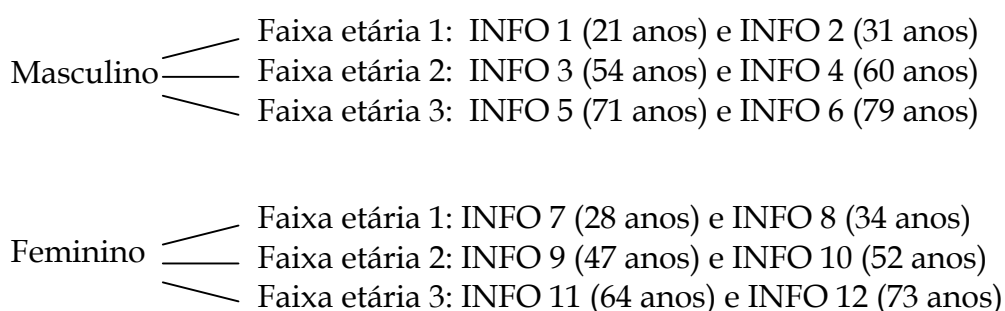 Faixa etária 1: INFO 1 (21 anos) e INFO 2 (31 anos)
Masculino
Faixa etária 2: INFO 3 (54 anos) e INFO 4 (60 anos)
Faixa etária 3: INFO 5 (71 anos) e INFO 6 (79 anos)
Faixa etária 1: INFO 7 (28 anos) e INFO 8 (34 anos)
Feminino
Faixa etária 2: INFO 9 (47 anos) e INFO 10 (52 anos)
Faixa etária 3: INFO 11 (64 anos) e INFO 12 (73 anos)